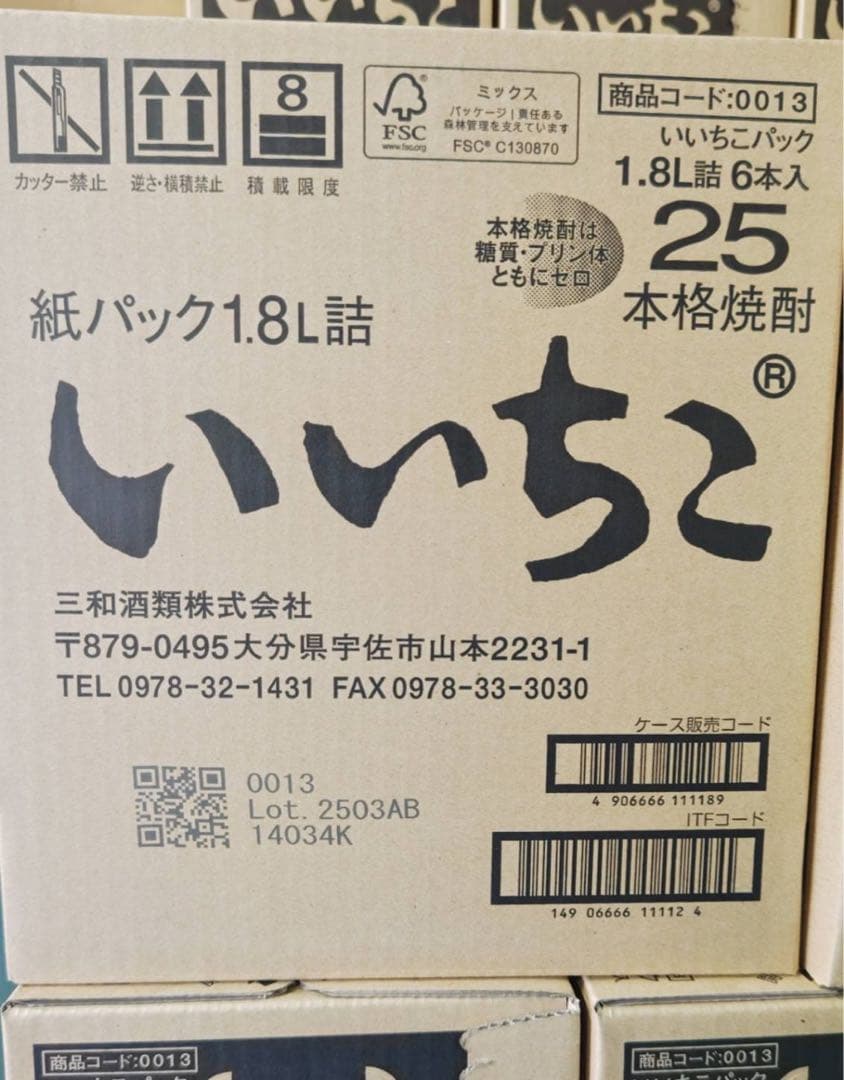 8
カッター禁止
逆さ・横積禁止
積載限度
FSC
www.fsc.org
ミックス
パッケージ|責任ある
森林管理を支えています
FSC® C130870
商品コード:0013
いいちこパック
1.8L詰 6本入
25
本格焼酎
本格焼酎は
糖質・プリン体
ともにゼロ
紙パック1.8L詰
いいちこ®
三和酒類株式会社
〒879-0495大分県宇佐市山本2231-1
TEL 0978-32-1431 FAX 0978-33-3030
ケース販売コード
4 906666 111189
ITFコード
149 06666 11112 4
0013
Lot. 2503AB
14034K
商品コード:0013
商品コード:0013